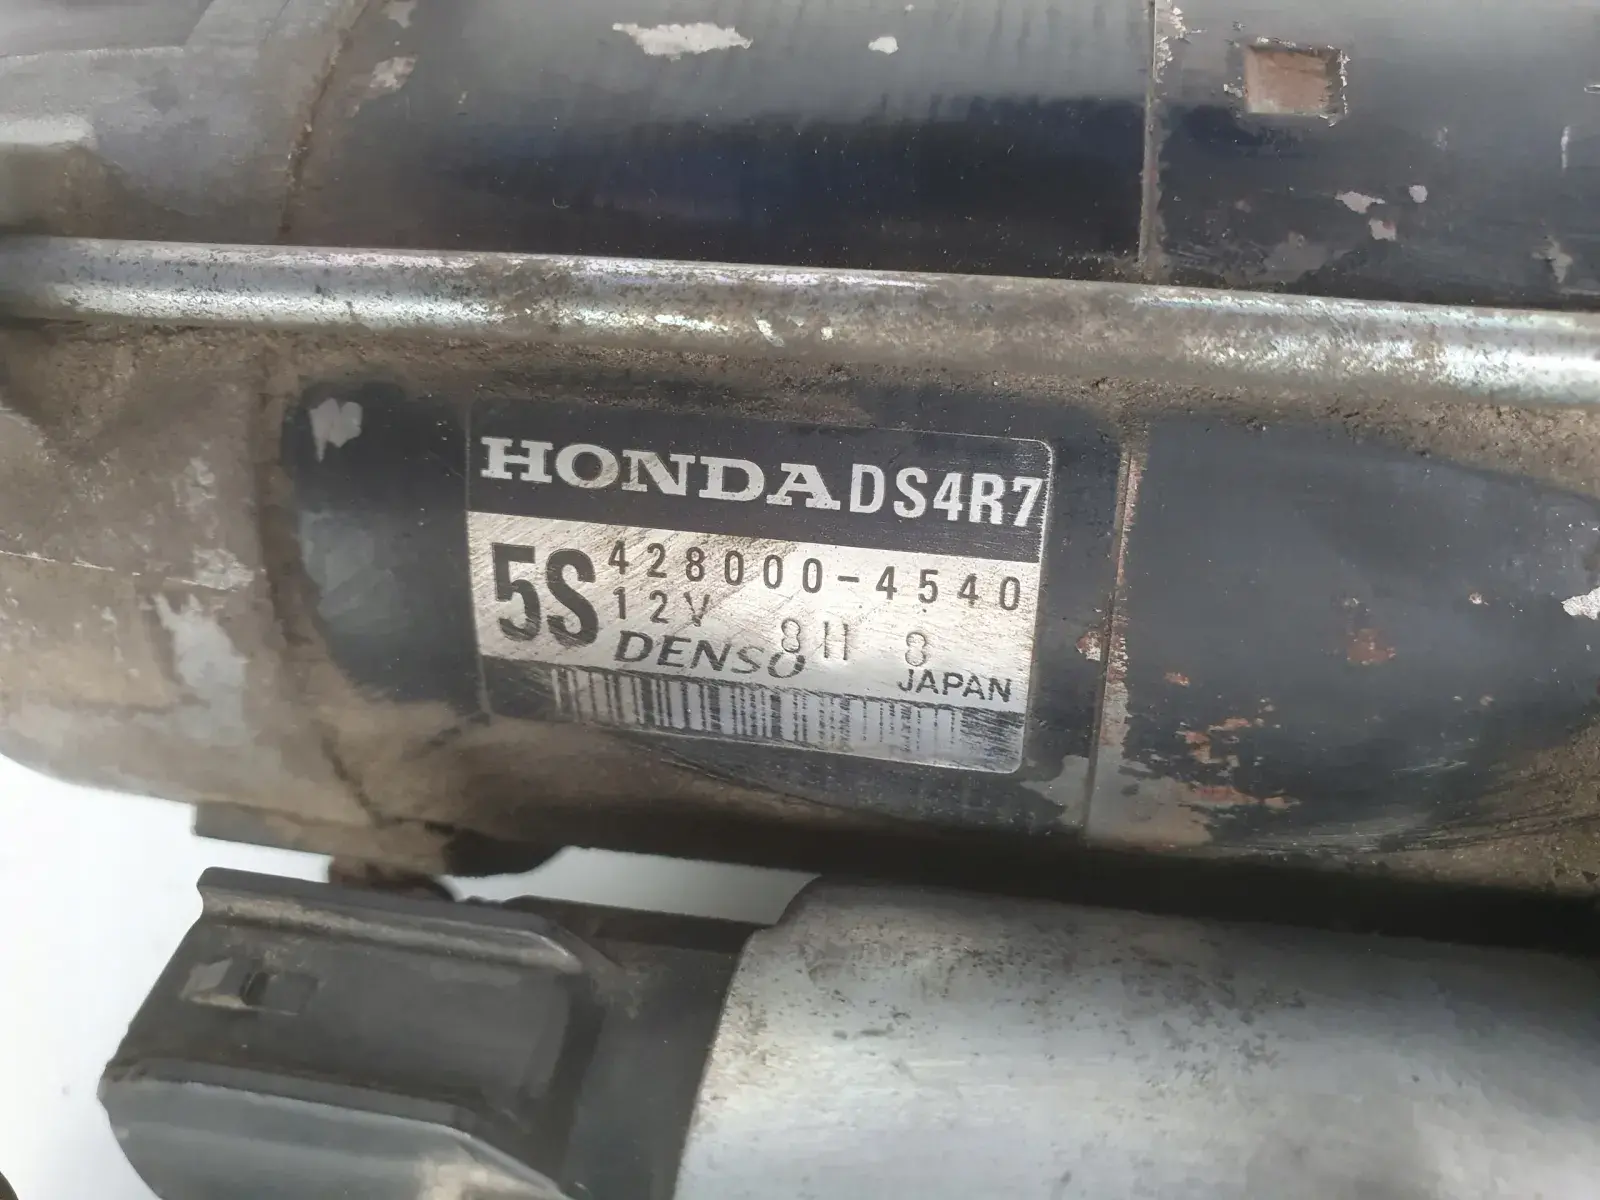 HONDA DS4R7
5S 428000-4540
12V 8H 8
DENSO JAPAN